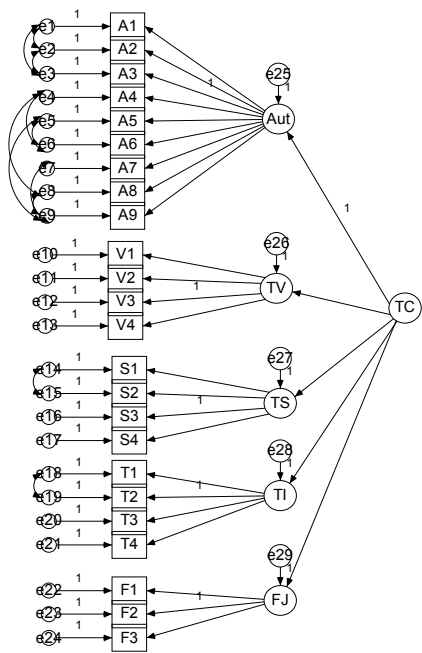 e1 1 A1
e2 1 A2
e3 1 A3 1 e25 1
e4 1 A4
e5 1 A5 Aut
e6 1 A6
e7 1 A7
e8 1 A8
e9 1 A9 1
e10 1 V1 e26 1
e11 1 V2
e12 1 V3 1 TV
e13 1 V4 TC
e14 1 S1 e27 1
e15 1 S2
e16 1 S3 1 TS
e17 1 S4
e18 1 T1 e28 1
e19 1 T2 1 TI
e20 1 T3
e21 1 T4
e22 1 F1 e29 1
e23 1 F2 1 FJ
e24 1 F3